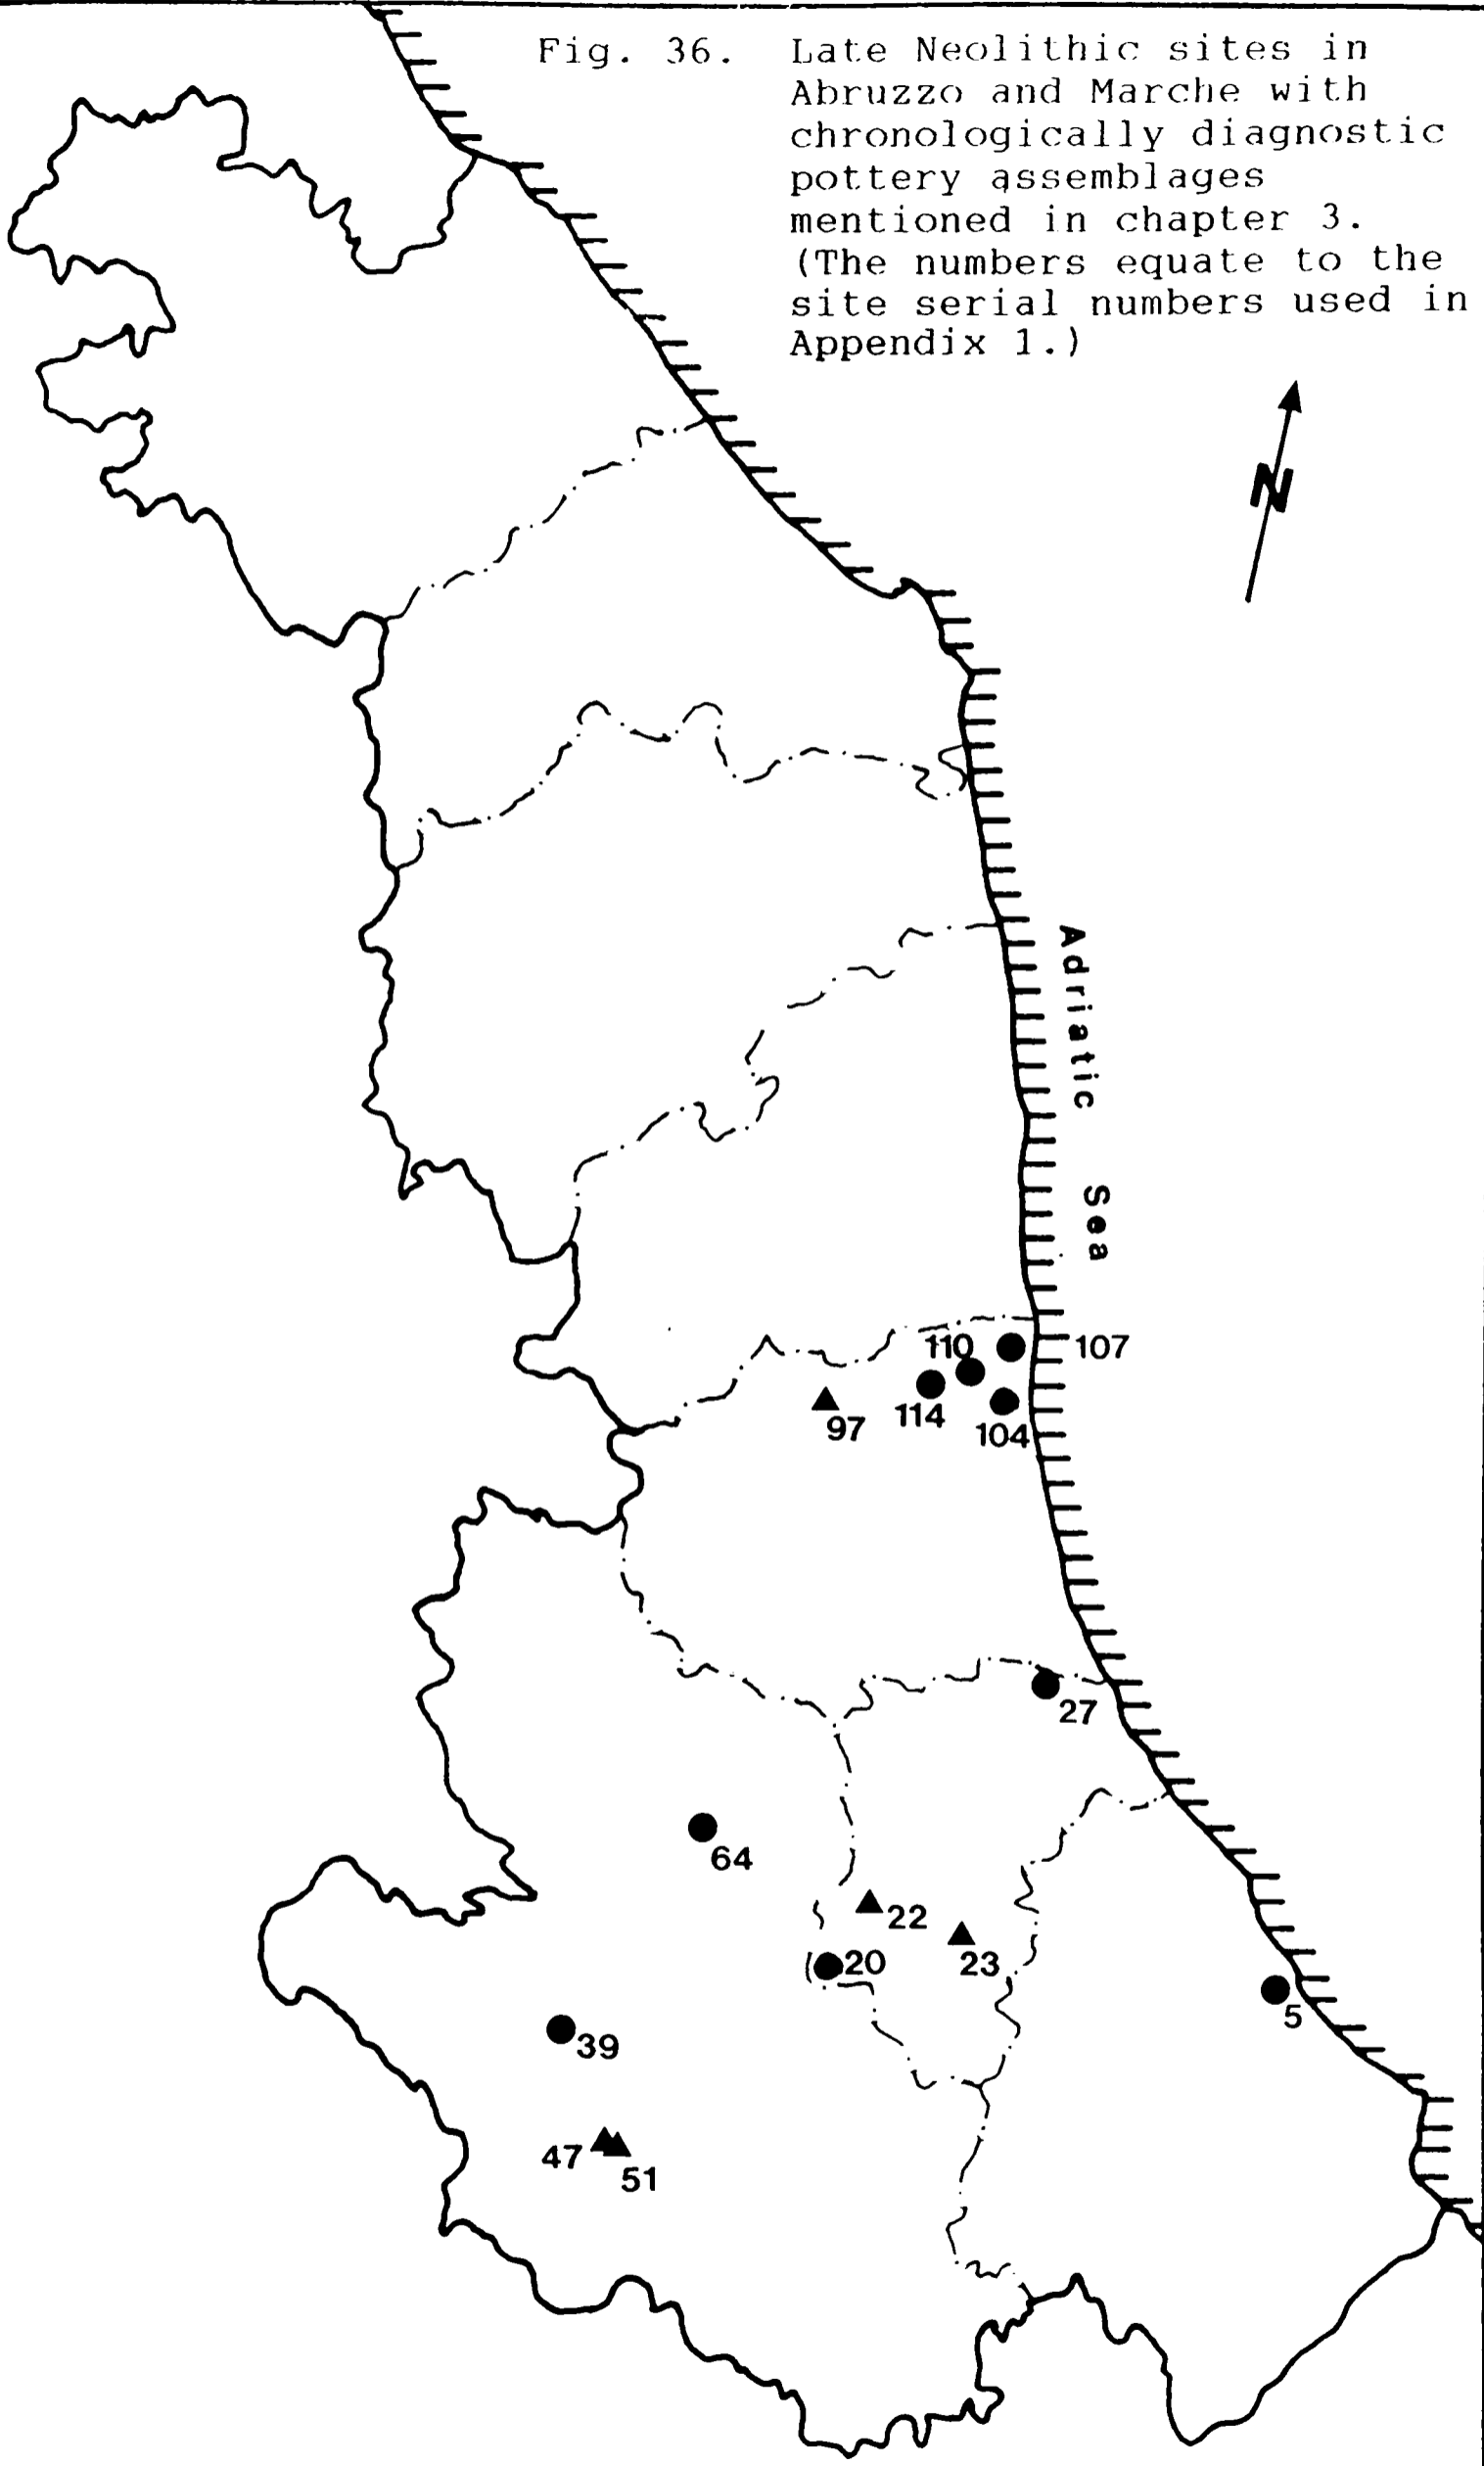 Fig. 36. Late Neolithic sites in
Abruzzo and Marche with
chronologically diagnostic
pottery assemblages
mentioned in chapter 3.
(The numbers equate to the
site serial numbers used in
Appendix 1.)
N
Adriatic Sea
110
107
97
114
104
27
64
22
20
23
5
39
47
51